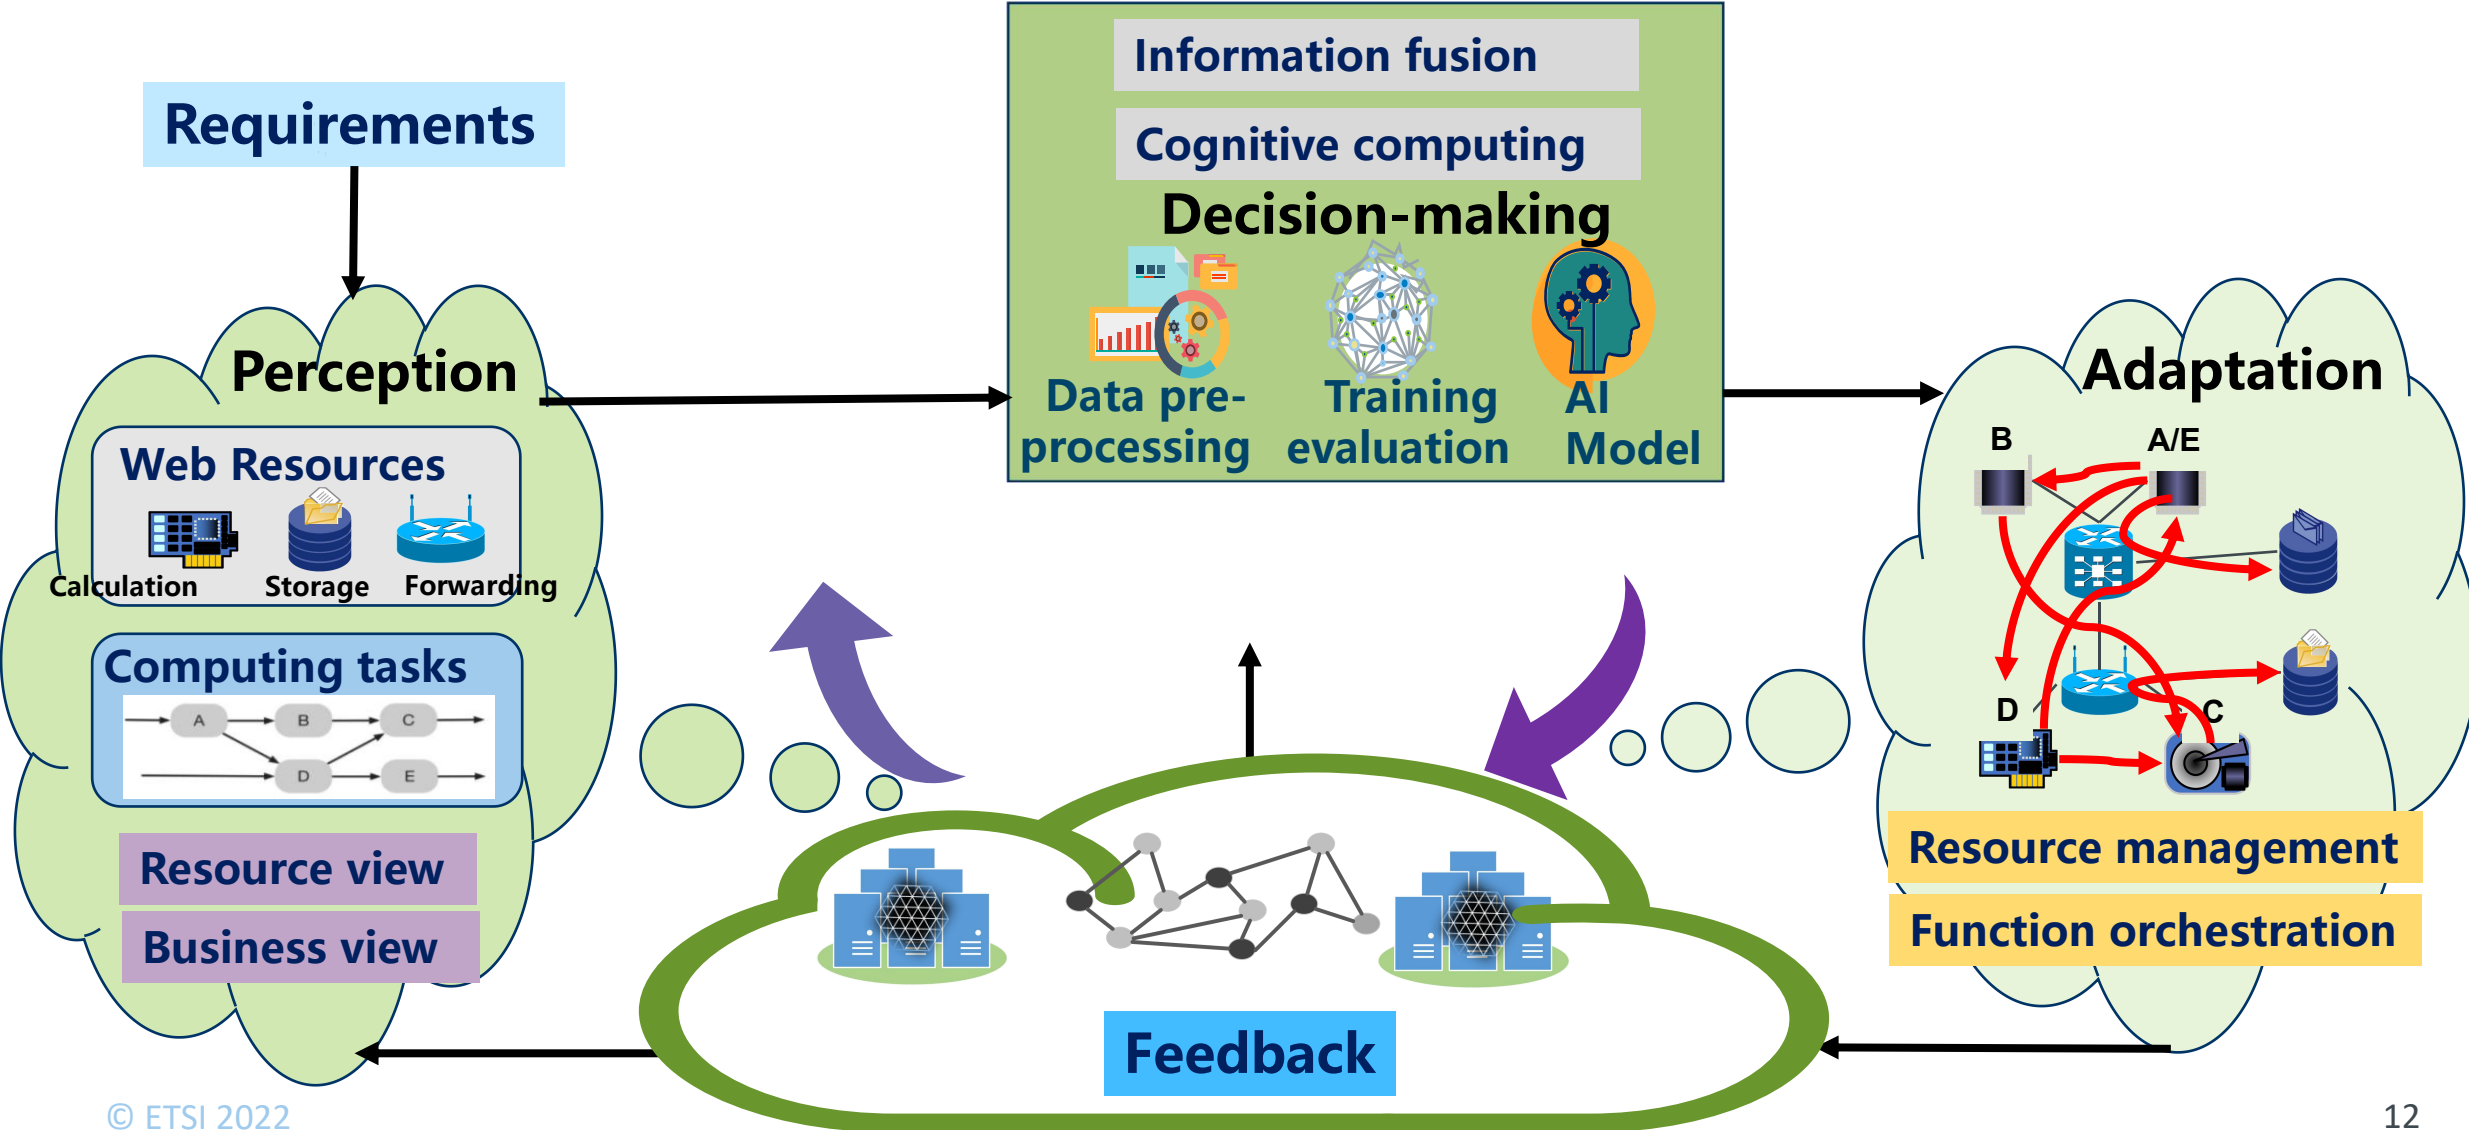 Information fusion
Requirements
Cognitive computing
Decision-making
Perception
Adaptation
Data pre-
processing
Training
evaluation
AI
Model
Web Resources
Calculation
Storage
Forwarding
B
A/E
Computing tasks
A
B
C
D
E
D
C
Resource view
Business view
Resource management
Function orchestration
Feedback
© ETSI 2022
12